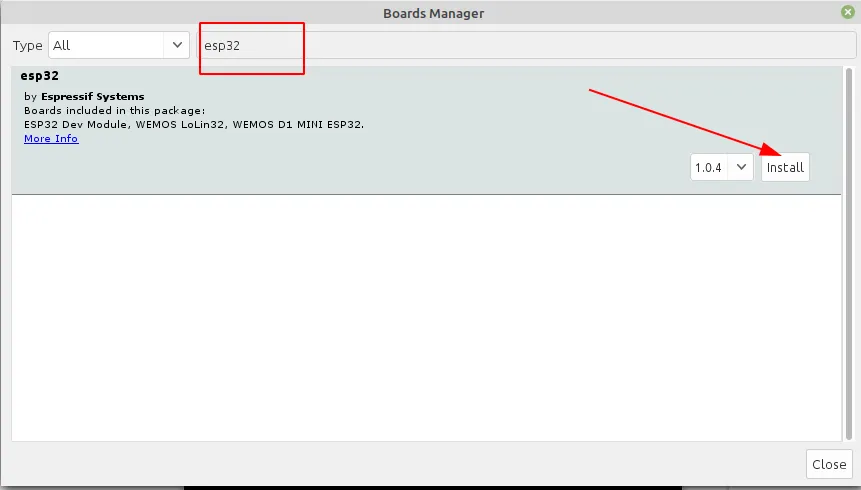 Boards Manager
Type All esp32
esp32
by Espressif Systems
Boards included in this package:
ESP32 Dev Module, WEMOS LoLin32, WEMOS D1 MINI ESP32.
More Info
1.0.4 Install
Close